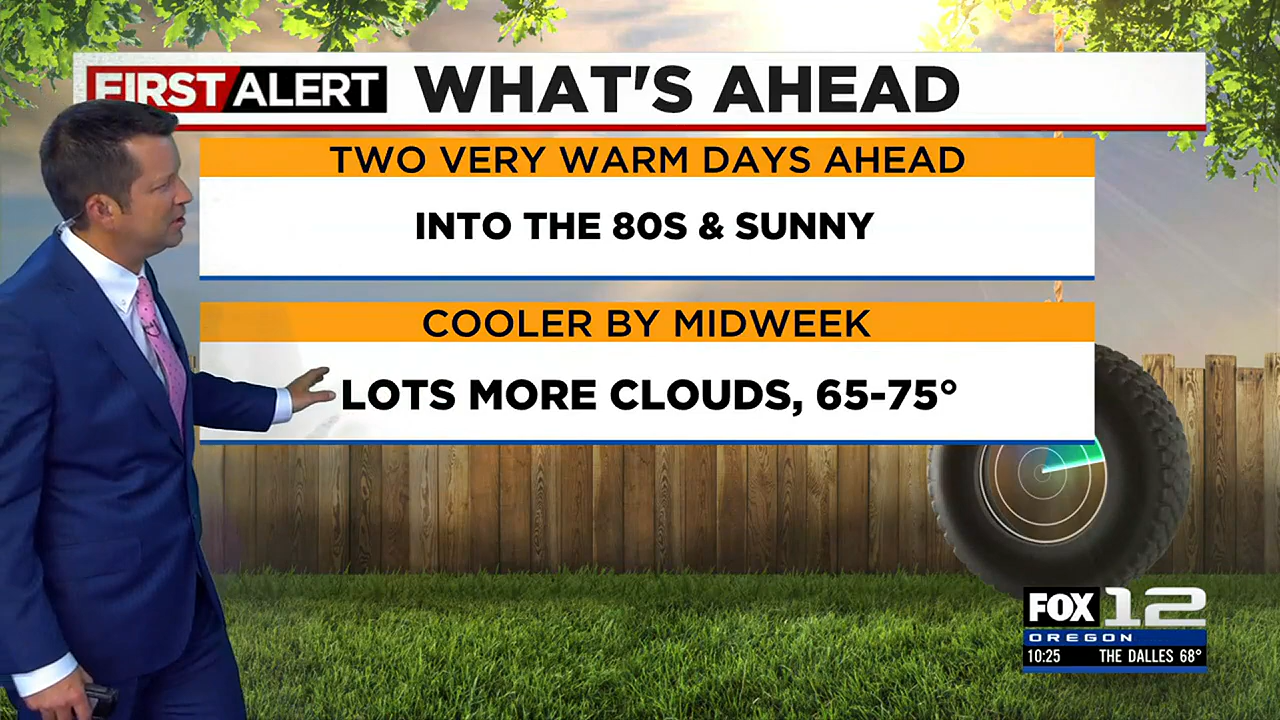 FIRST ALERT WHAT'S AHEAD
TWO VERY WARM DAYS AHEAD
INTO THE 80S & SUNNY
COOLER BY MIDWEEK
LOTS MORE CLOUDS, 65-75°
FOX 12
OREGON
10:25 THE DALLES 68°